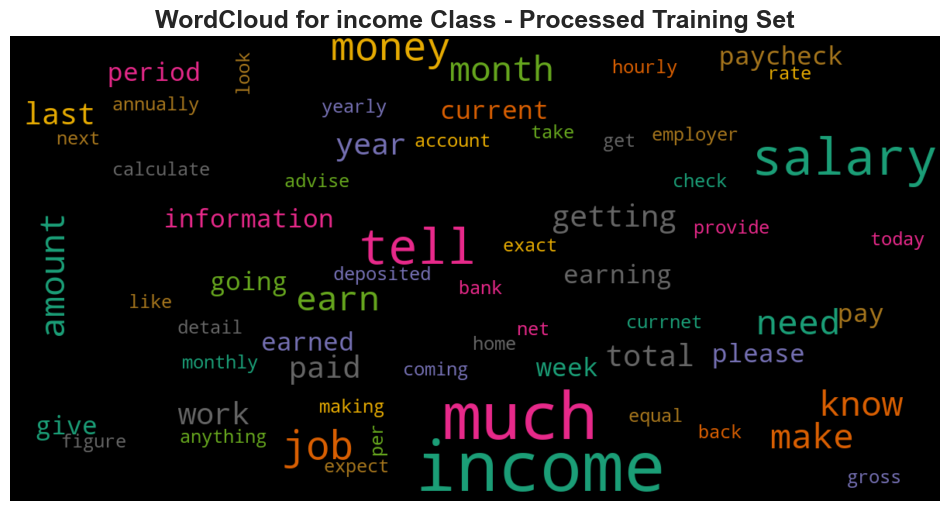 WordCloud for income Class - Processed Training Set
money
look
paycheck
month
period
hourly
rate
annually
yearly
last
current
next
year
account
take
get
employer
salary
calculate
advise
check
information
getting
provide
today
amount
tell
exact
going
deposited
earning
like
earn
bank
detail
net
currnet
need
pay
earned
home
monthly
paid
coming
week
total
please
give
work
making
much
equal
know
figure
anything
job
per
back
make
expect
income
gross